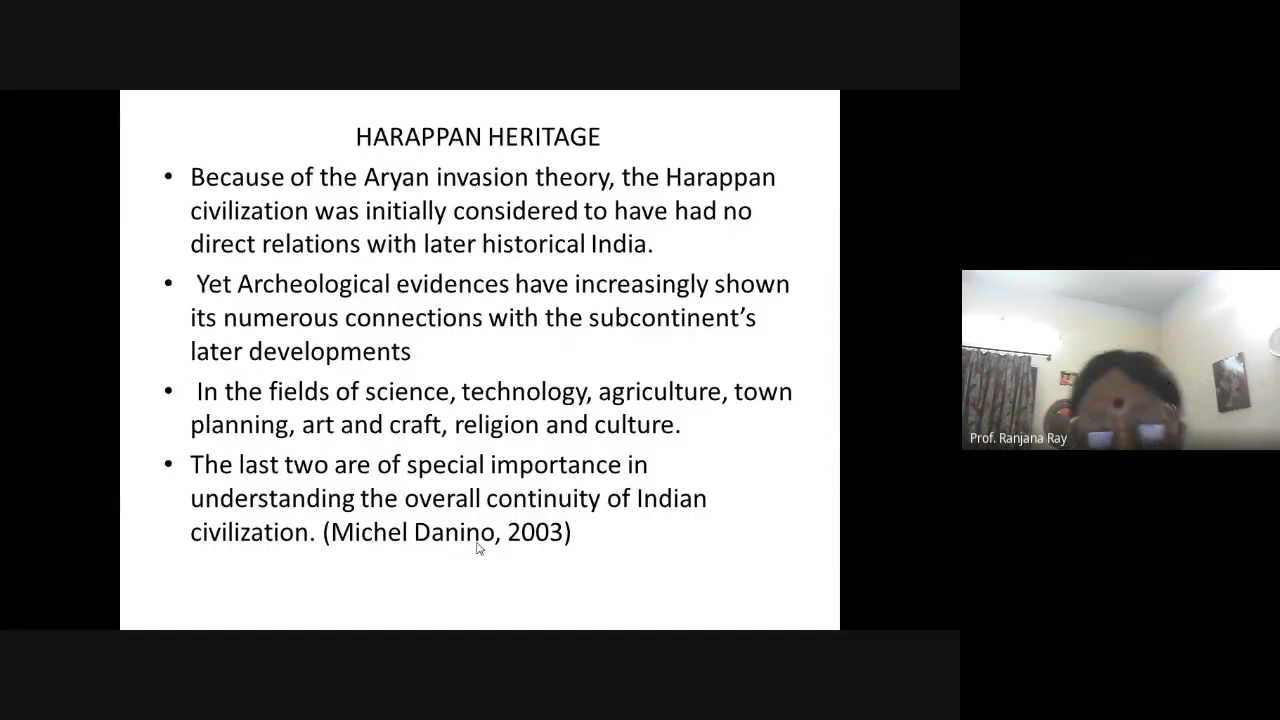 HARAPPAN HERITAGE
• Because of the Aryan invasion theory, the Harappan
civilization was initially considered to have had no
direct relations with later historical India.
• Yet Archeological evidences have increasingly shown
its numerous connections with the subcontinent’s
later developments
• In the fields of science, technology, agriculture, town
planning, art and craft, religion and culture.
• The last two are of special importance in
understanding the overall continuity of Indian
civilization. (Michel Danino, 2003)
Prof. Ranjana Ray